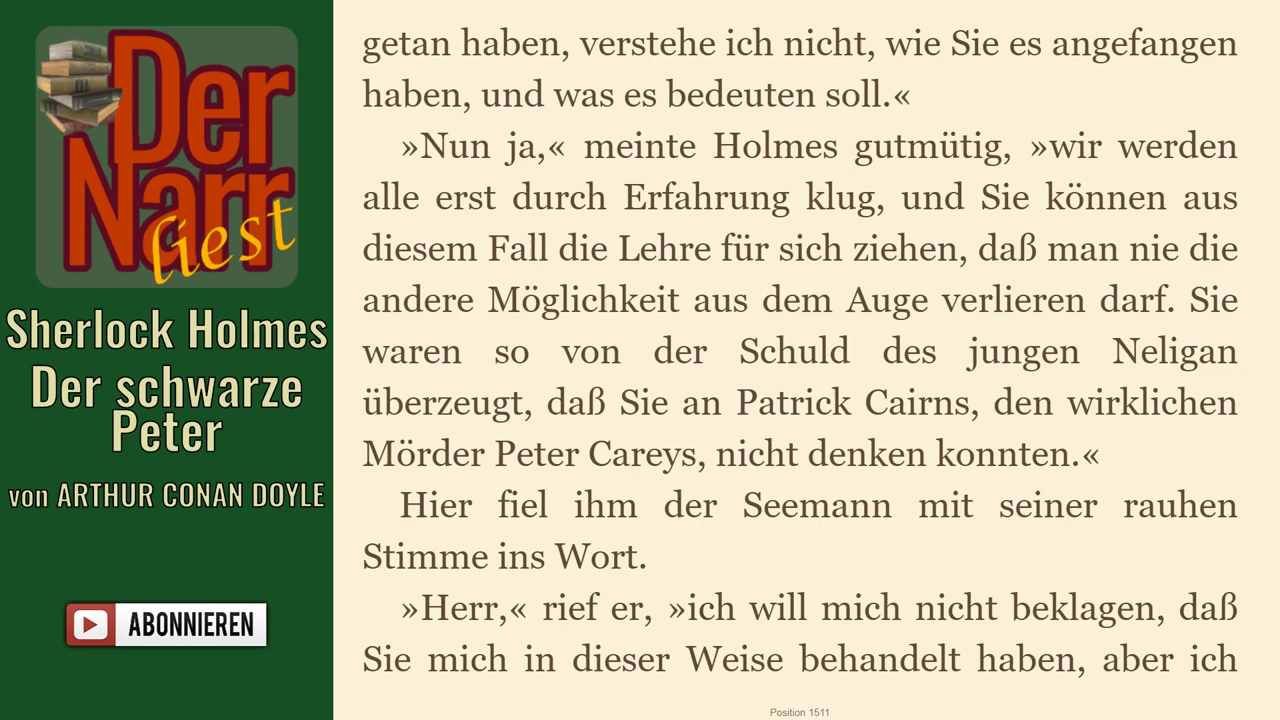 Der
Narr
liest
Sherlock Holmes
Der schwarze
Peter
von ARTHUR CONAN DOYLE
ABONNIEREN
getan haben, verstehe ich nicht, wie Sie es angefangen
haben, und was es bedeuten soll.«
»Nun ja,« meinte Holmes gutmütig, »wir werden
alle erst durch Erfahrung klug, und Sie können aus
diesem Fall die Lehre für sich ziehen, daß man nie die
andere Möglichkeit aus dem Auge verlieren darf. Sie
waren so von der Schuld des jungen Neligan
überzeugt, daß Sie an Patrick Cairns, den wirklichen
Mörder Peter Careys, nicht denken konnten.«
Hier fiel ihm der Seemann mit seiner rauhen
Stimme ins Wort.
»Herr,« rief er, »ich will mich nicht beklagen, daß
Sie mich in dieser Weise behandelt haben, aber ich
Position 1511